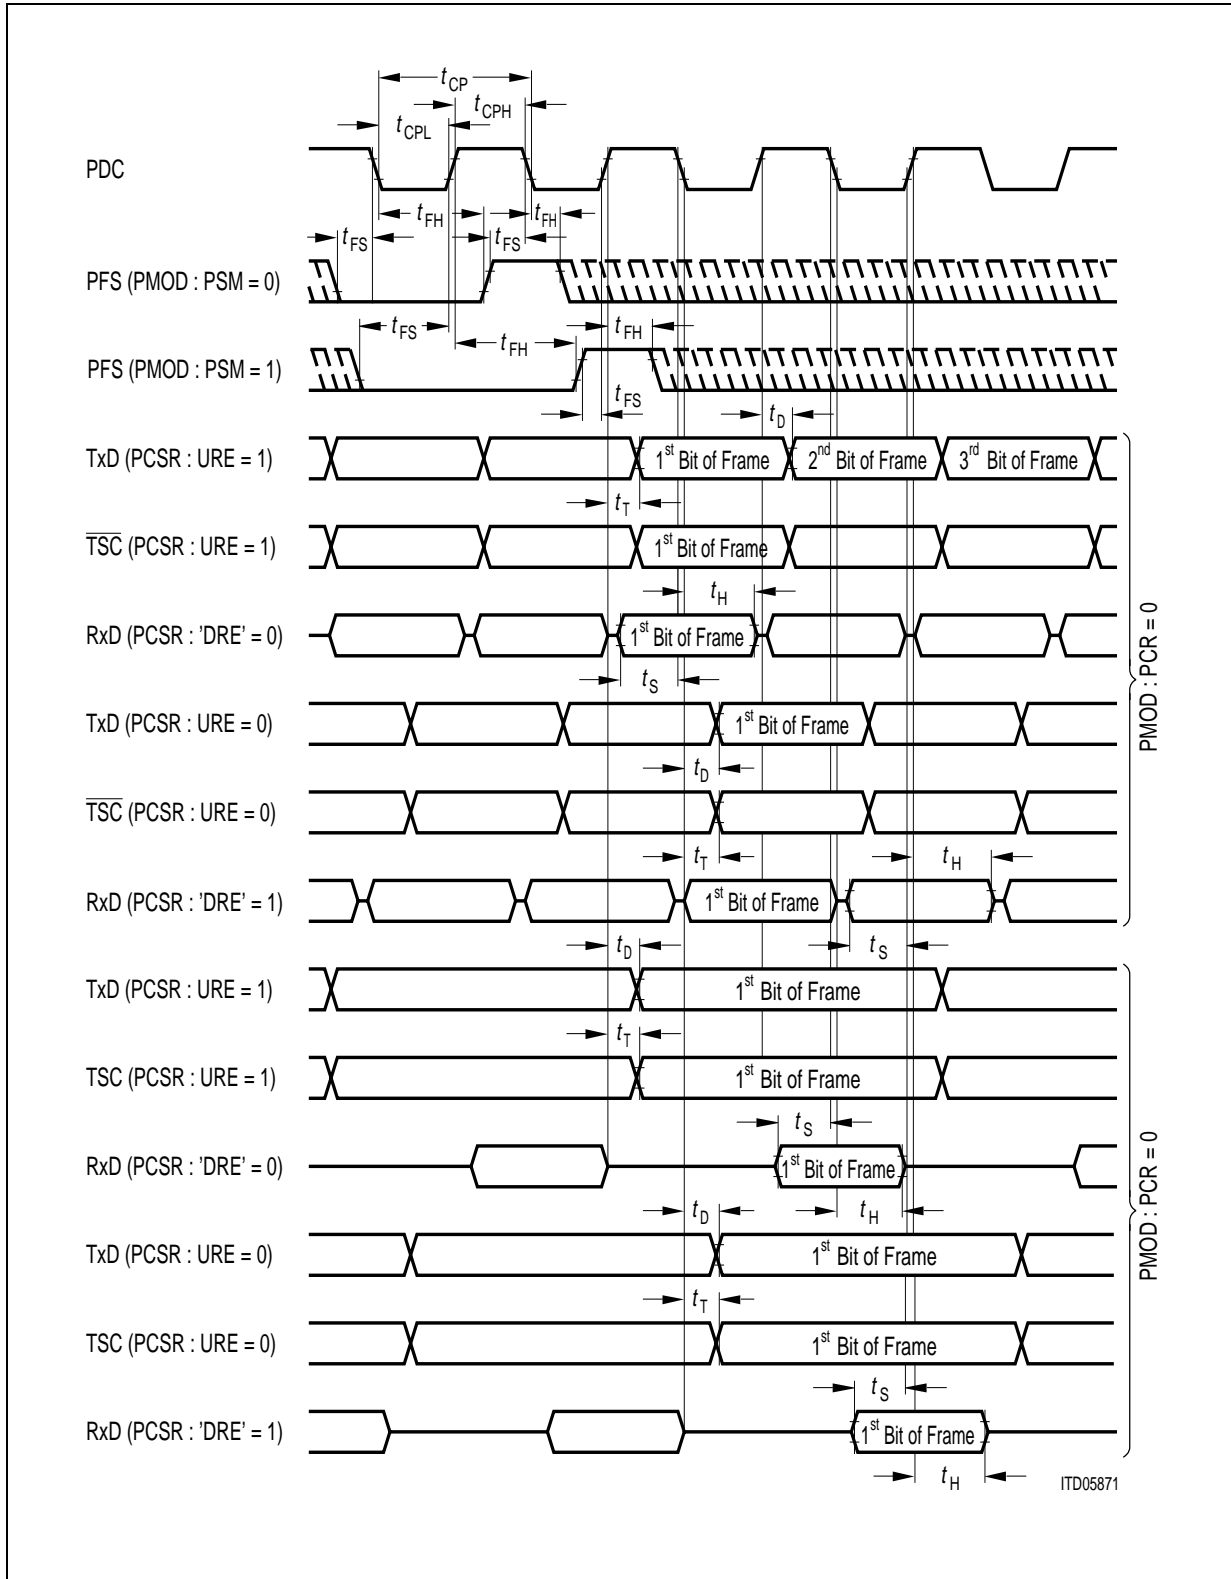 tCP
tCPH
tCPL
PDC
tFH tFH
tFS tFS
PFS (PMOD : PSM = 0)
tFS tFH
tFH
PFS (PMOD : PSM = 1)
tFS
tD
TxD (PCSR : URE = 1) 1st Bit of Frame 2nd Bit of Frame 3rd Bit of Frame
tT
TSC (PCSR : URE = 1) 1st Bit of Frame
tH
RxD (PCSR : 'DRE' = 0) 1st Bit of Frame
tS
TxD (PCSR : URE = 0) 1st Bit of Frame
tD
TSC (PCSR : URE = 0)
tT tH
RxD (PCSR : 'DRE' = 1) 1st Bit of Frame
tD tS
PMOD : PCR = 0
TxD (PCSR : URE = 1) 1st Bit of Frame
tT
TSC (PCSR : URE = 1) 1st Bit of Frame
tS
RxD (PCSR : 'DRE' = 0) 1st Bit of Frame
tD tH
TxD (PCSR : URE = 0) 1st Bit of Frame
tT
TSC (PCSR : URE = 0) 1st Bit of Frame
tS
RxD (PCSR : 'DRE' = 1) 1st Bit of Frame
tH
PMOD : PCR = 0
ITD05871